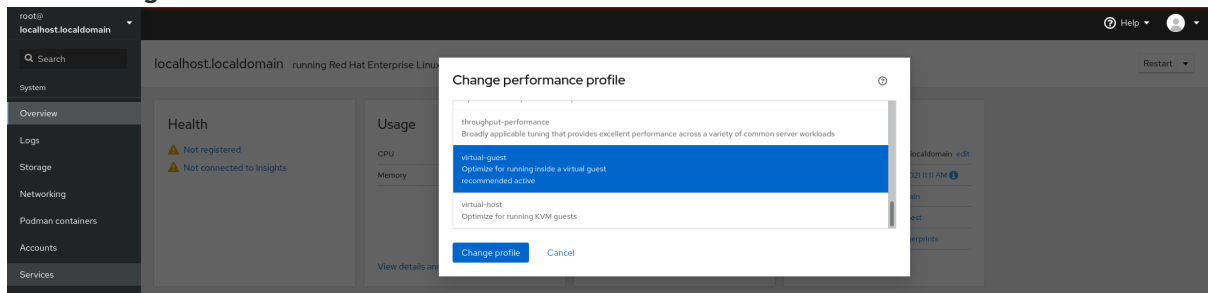 root@
localhost.localdomain
Help
Search
System
Overview
Logs
Storage
Networking
Podman containers
Accounts
Services
localhost.localdomain running Red Hat Enterprise Linux
Restart
Health
Not registered
Not connected to Insights
Usage
CPU
Memory
View details an
Change performance profile
throughput-performance
Broadly applicable tuning that provides excellent performance across a variety of common server workloads
virtual-guest
Optimize for running inside a virtual guest
recommended active
virtual-host
Optimize for running KVM guests
Change profile
Cancel
localdomain edit
021 11:11 AM
ain
est
erprints